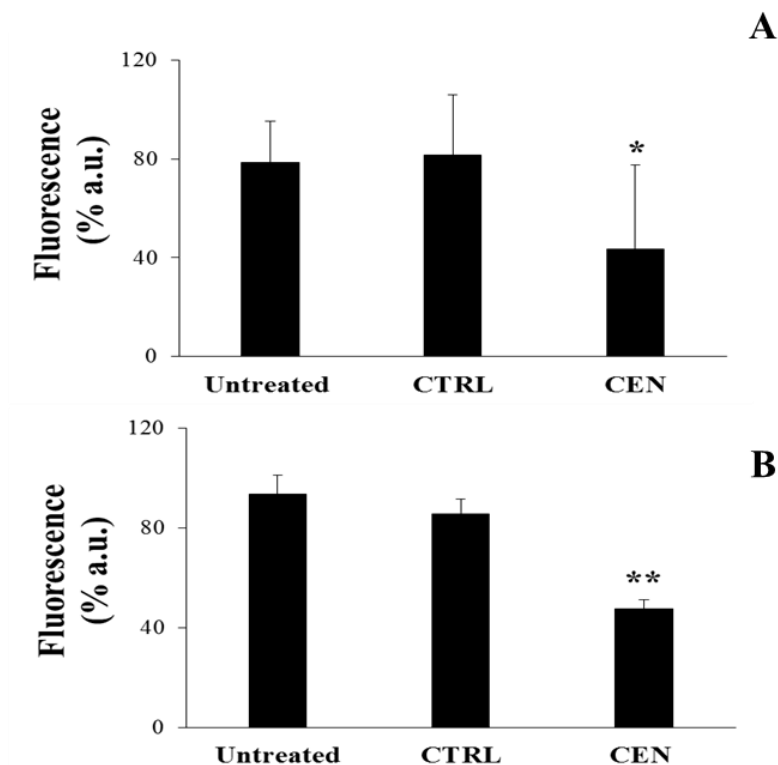 A
120
80
40
0
Fluorescence
(% a.u.)
*
Untreated CTRL CEN
B
120
80
40
0
Fluorescence
(% a.u.)
**
Untreated CTRL CEN